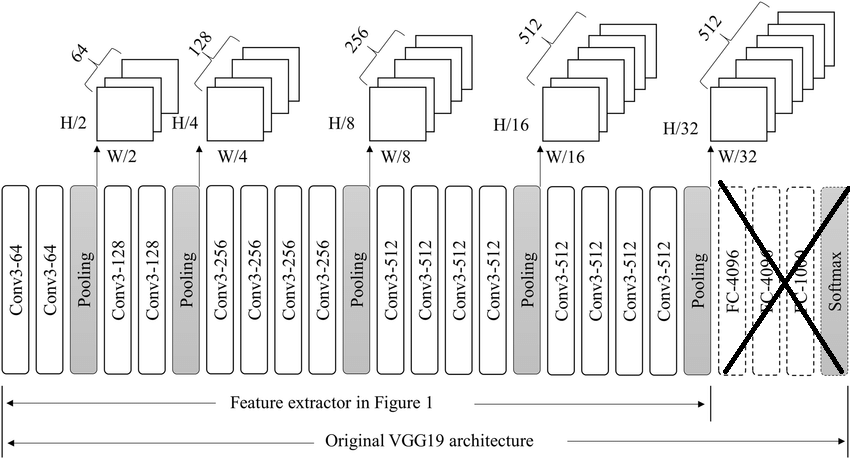 64
128
256
512
512
H/2
H/4
H/8
H/16
H/32
W/2
W/4
W/8
W/16
W/32
Conv3-64
Conv3-64
Pooling
Conv3-128
Conv3-128
Pooling
Conv3-256
Conv3-256
Conv3-256
Conv3-256
Pooling
Conv3-512
Conv3-512
Conv3-512
Conv3-512
Pooling
Conv3-512
Conv3-512
Conv3-512
Conv3-512
Pooling
FC-4096
FC-4096
FC-1000
Softmax
Feature extractor in Figure 1
Original VGG19 architecture